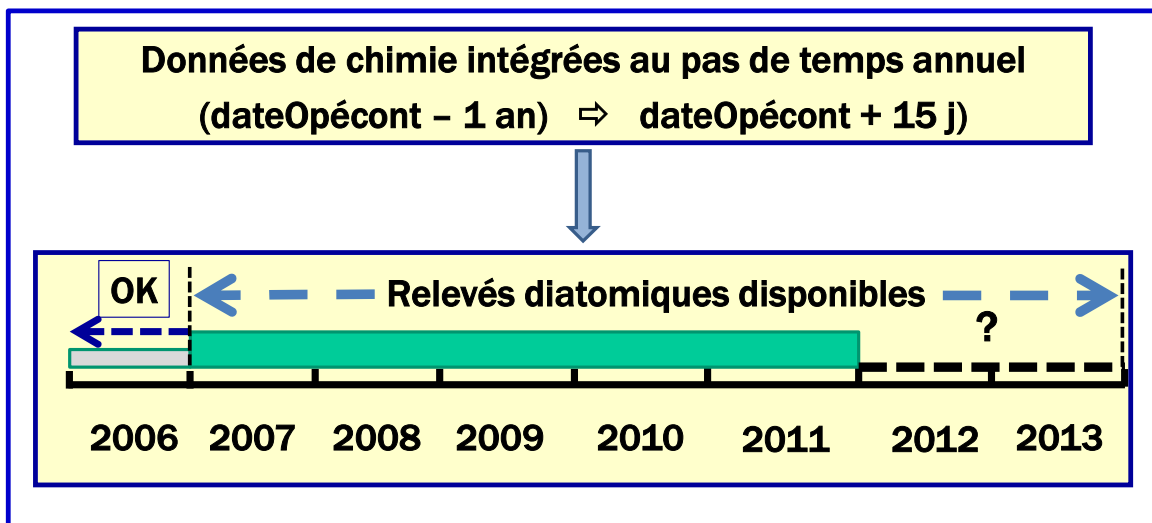 Données de chimie intégrées au pas de temps annuel
(dateOpécont – 1 an) ⇨ dateOpécont + 15 j)
OK
Relevés diatomiques disponibles
?
2006 2007 2008 2009 2010 2011 2012 2013